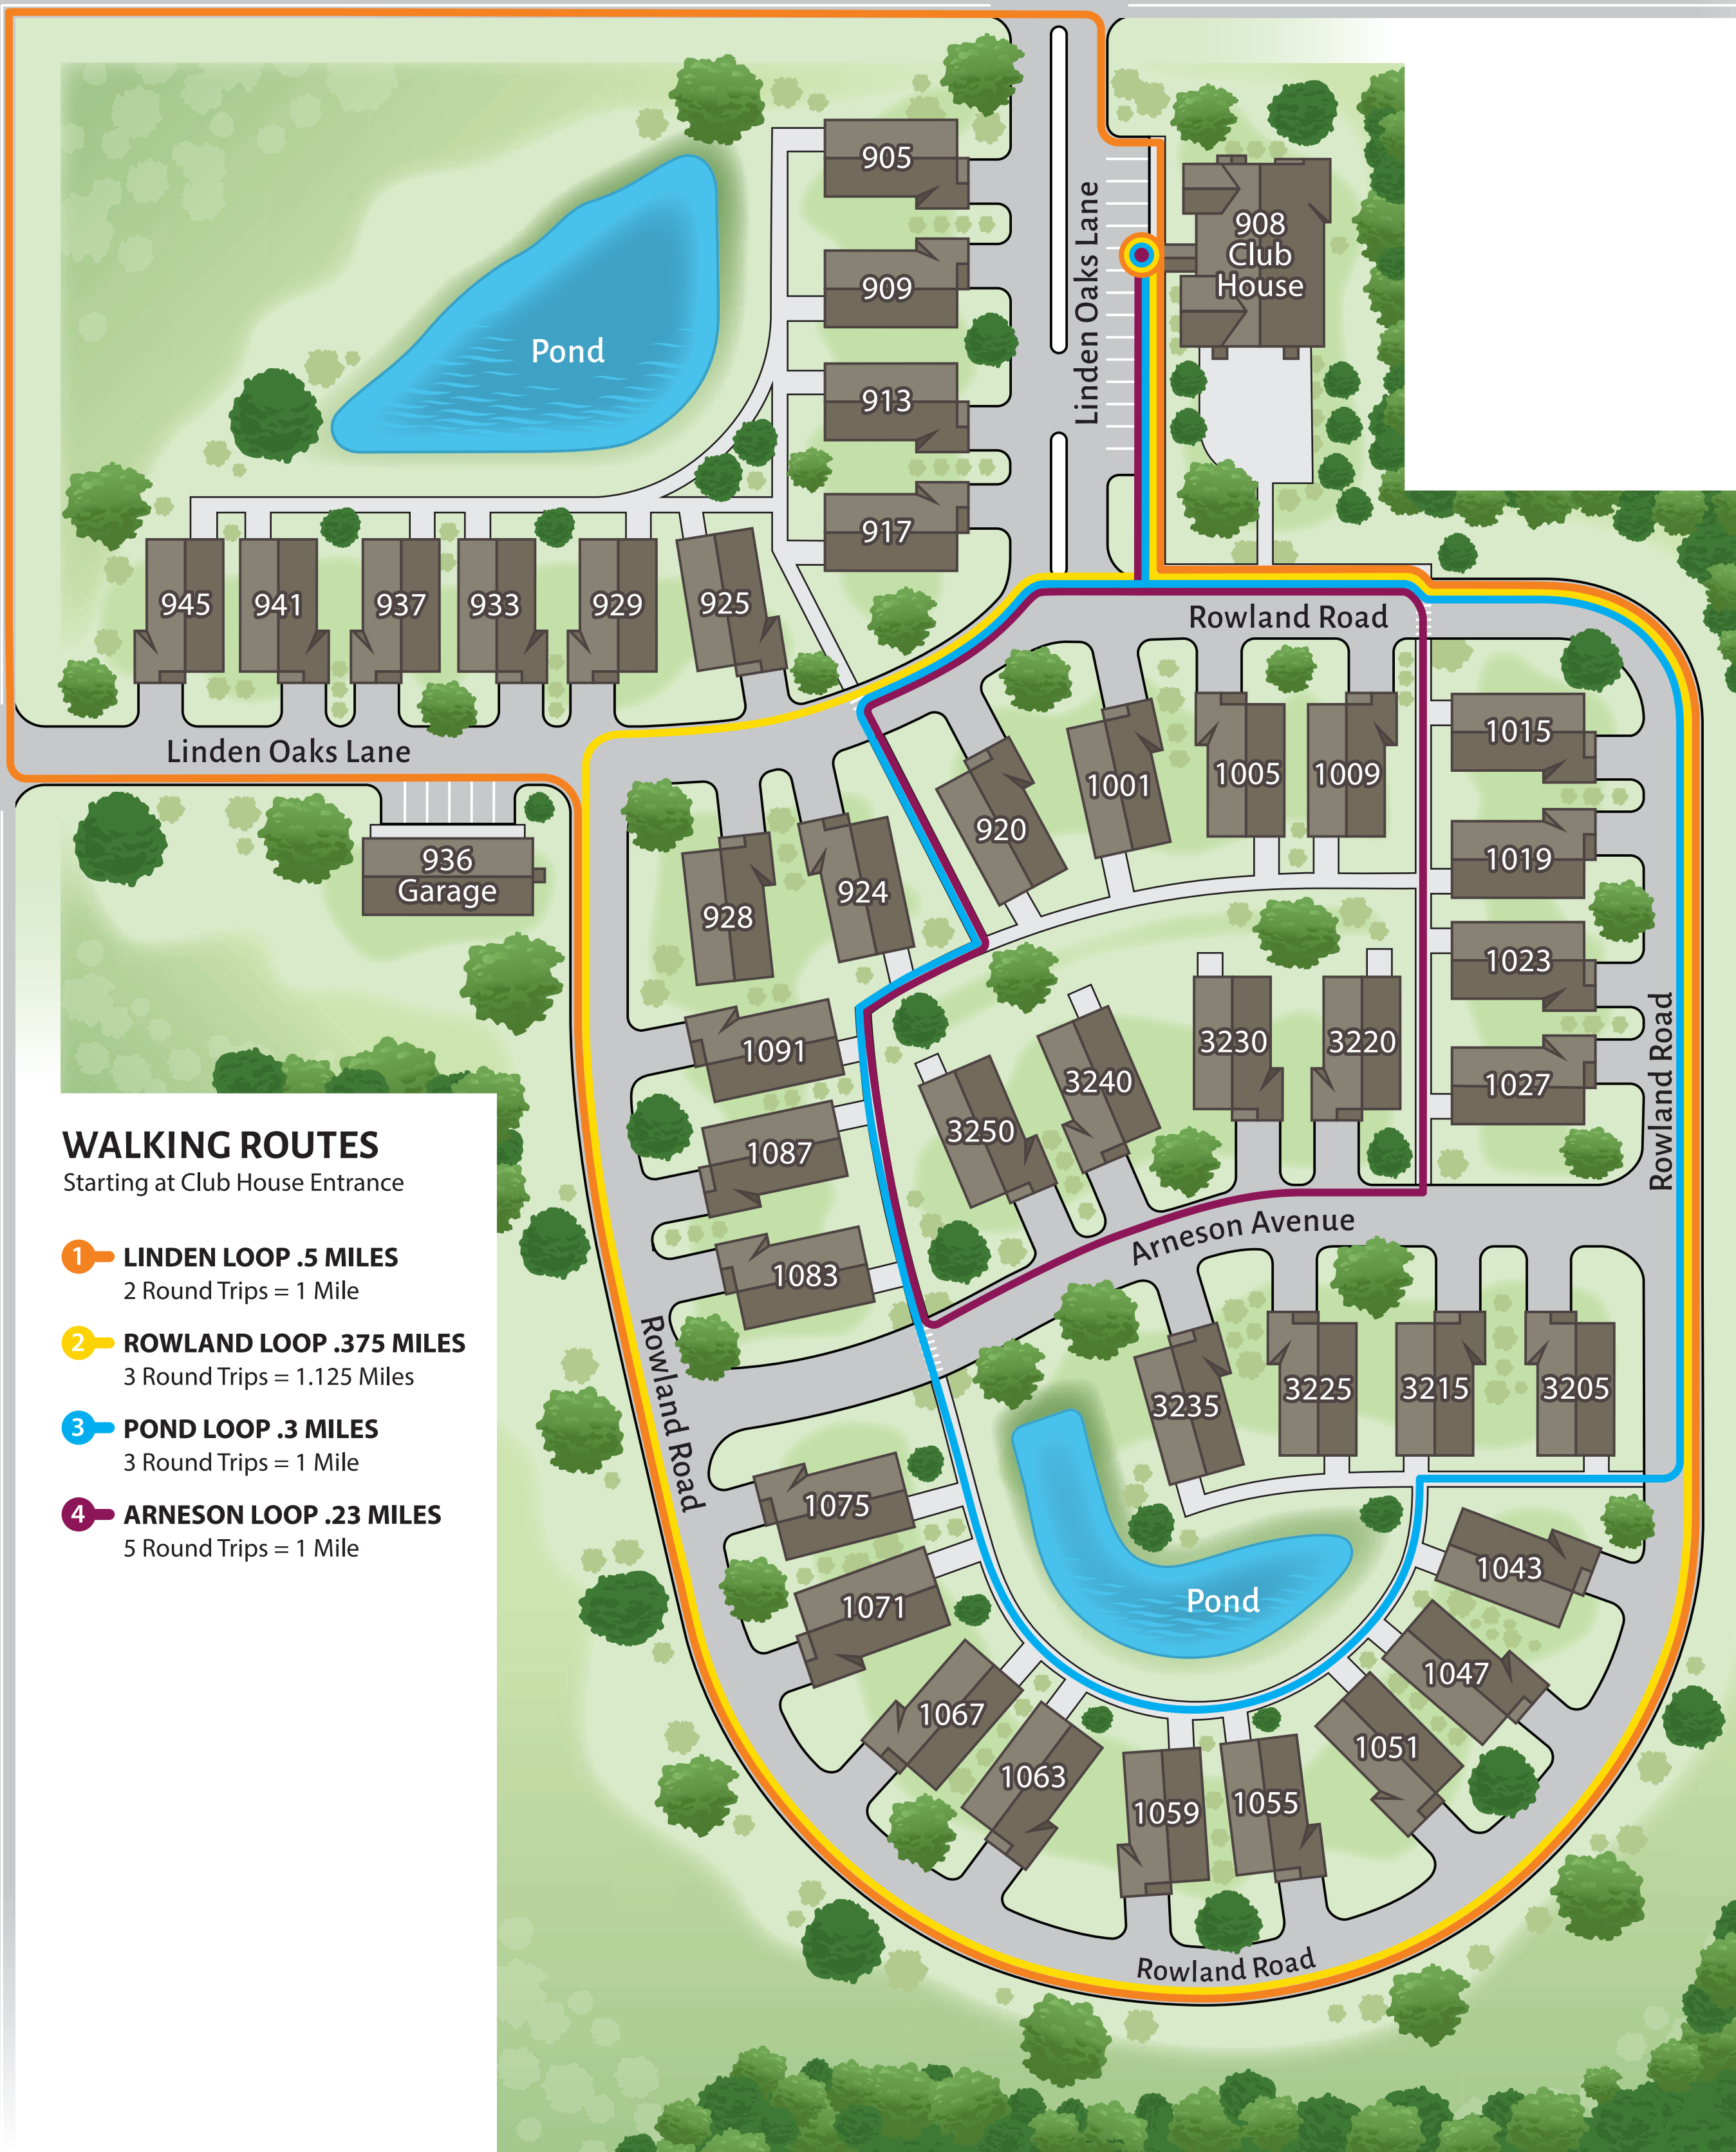 905
909
913
917
Pond
Linden Oaks Lane
908
Club
House
945
941
937
933
929
925
Rowland Road
Linden Oaks Lane
936
Garage
928
924
920
1001
1005
1009
1015
1019
1023
1027
Rowland Road
1091
1087
1083
3250
3240
3230
3220
Arneson Avenue
WALKING ROUTES
Starting at Club House Entrance
1 LINDEN LOOP .5 MILES
2 Round Trips = 1 Mile
2 ROWLAND LOOP .375 MILES
3 Round Trips = 1.125 Miles
3 POND LOOP .3 MILES
3 Round Trips = 1 Mile
4 ARNESON LOOP .23 MILES
5 Round Trips = 1 Mile
Rowland Road
3235
3225
3215
3205
1075
1071
1067
1063
1059
1055
1051
1047
1043
Pond
Rowland Road